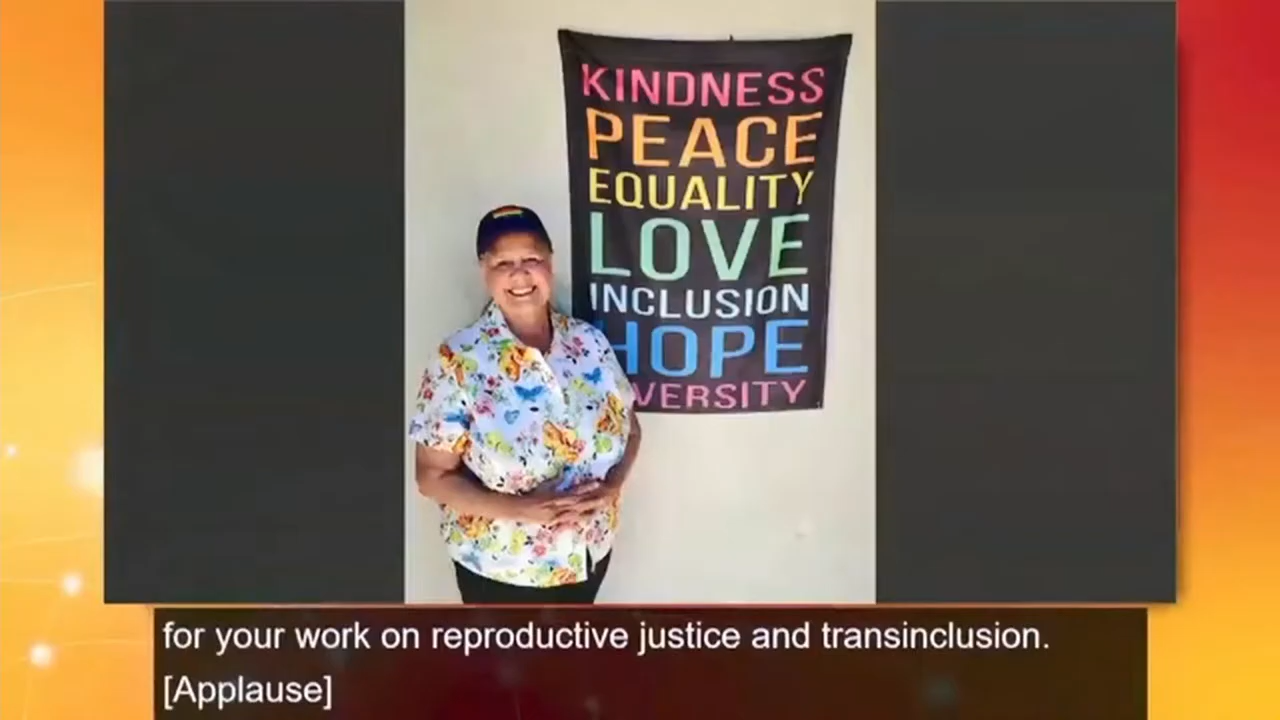 KINDNESS
PEACE
EQUALITY
LOVE
INCLUSION
HOPE
VERSITY
for your work on reproductive justice and transinclusion.
[Applause]